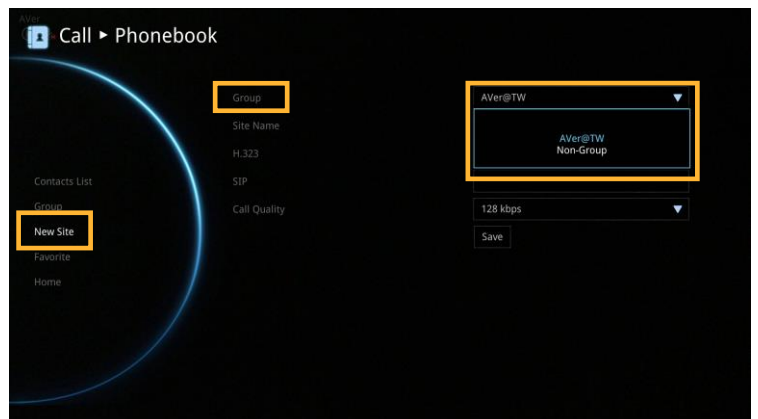 AVer
Call ▸ Phonebook
Group
AVer@TW
Site Name
AVer@TW
Non-Group
H.323
Contacts List
SIP
Group
Call Quality
128 kbps
New Site
Save
Favorite
Home